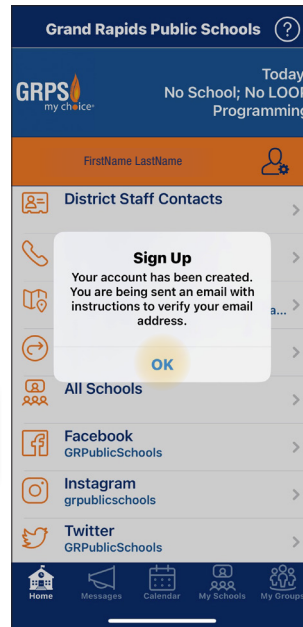 Grand Rapids Public Schools ?
GRPS
my choice
Today
No School; No LOOP
Programming
FirstName LastName
District Staff Contacts
Sign Up
Your account has been created.
You are being sent an email with
instructions to verify your email
address.
a...
OK
All Schools
Facebook
GRPublicSchools
Instagram
grpublicschools
Twitter
GRPublicSchools
Home Messages Calendar My Schools My Groups